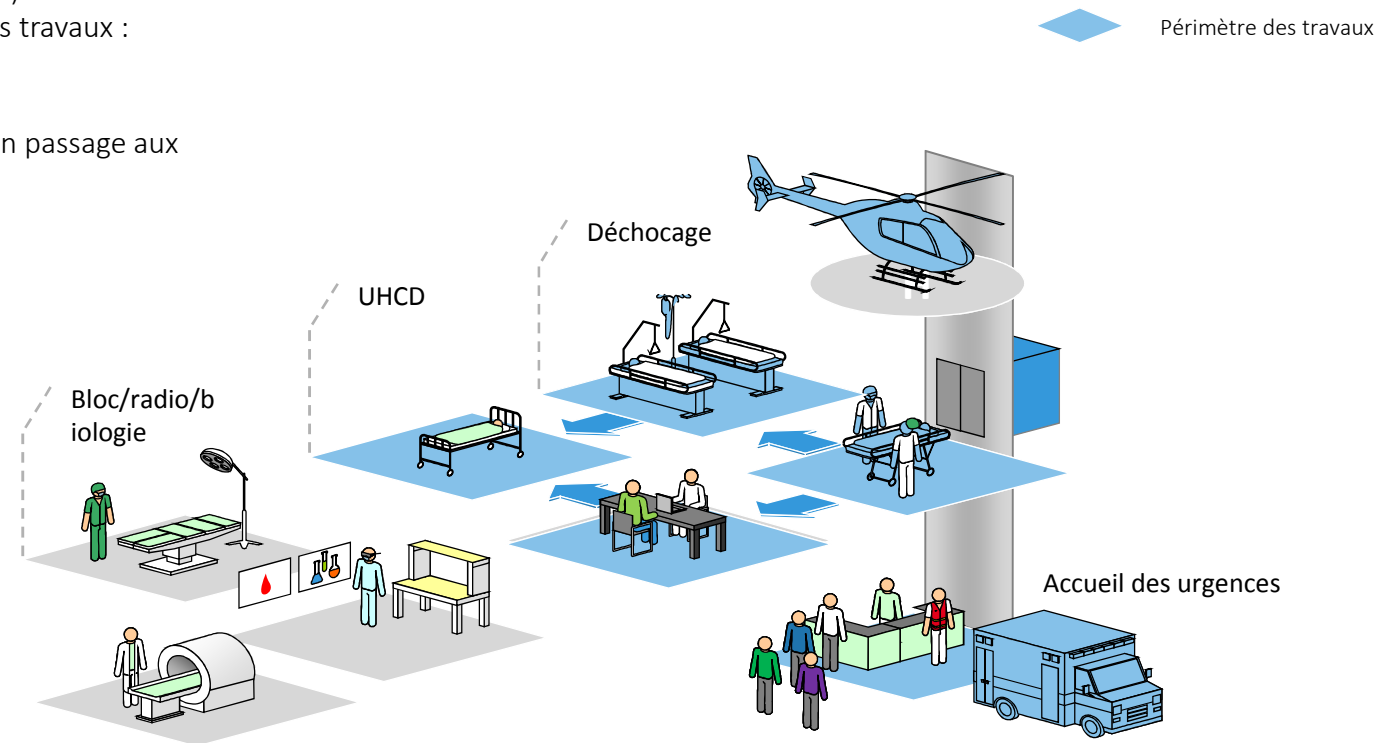 s travaux :
Périmètre des travaux
n passage aux
Déchocage
UHCD
Bloc/radio/b
iologie
H
Accueil des urgences